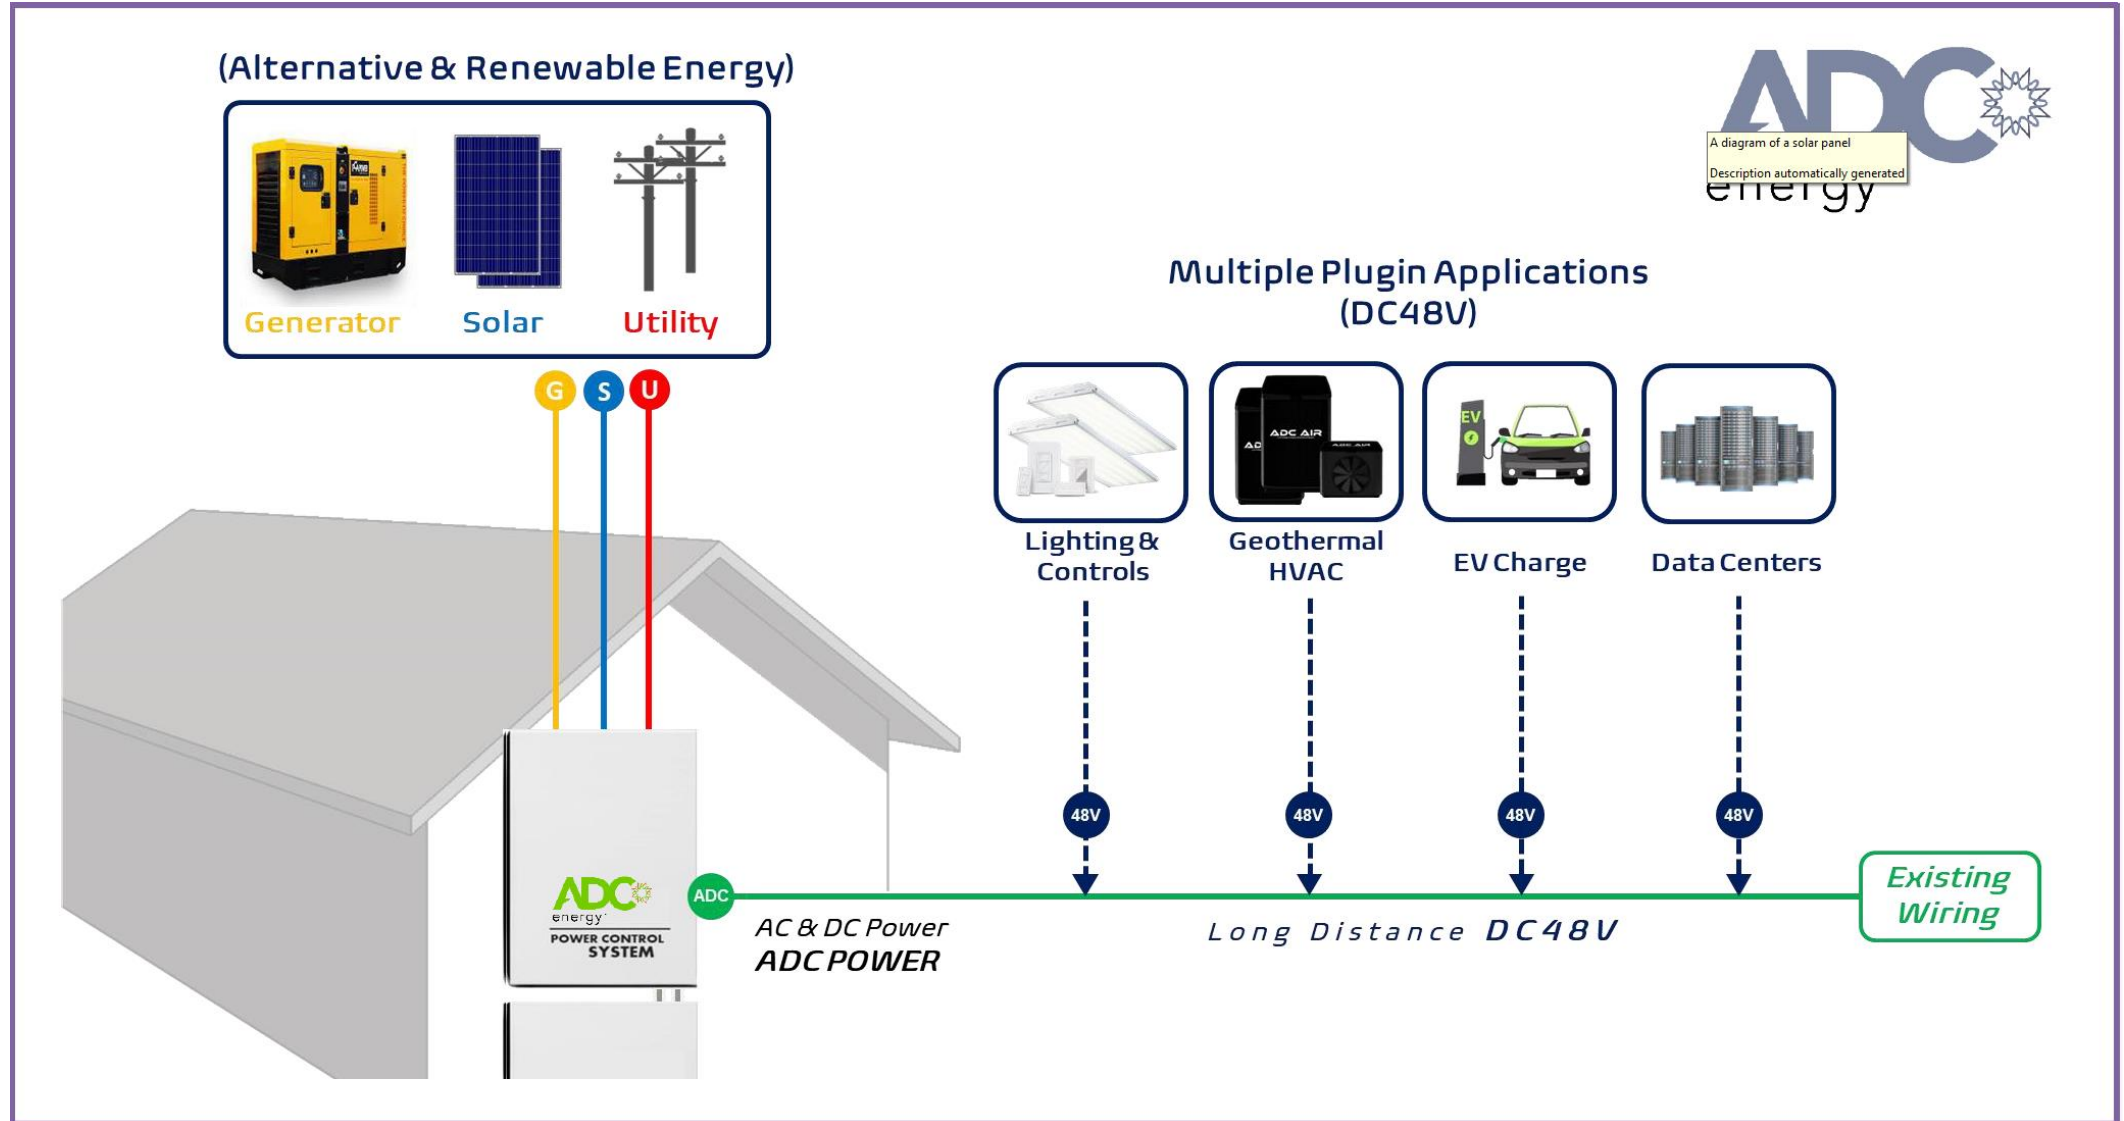 (Alternative & Renewable Energy)
Generator
Solar
Utility
G
S
U
ADC
energy
A diagram of a solar panel
Description automatically generated
Multiple Plugin Applications
(DC48V)
ADC AIR
ADC AIR
EV
Lighting &
Controls
Geothermal
HVAC
EV Charge
Data Centers
48V
48V
48V
48V
ADC
energy
POWER CONTROL
SYSTEM
ADC
AC & DC Power
ADC POWER
Long Distance DC48V
Existing
Wiring